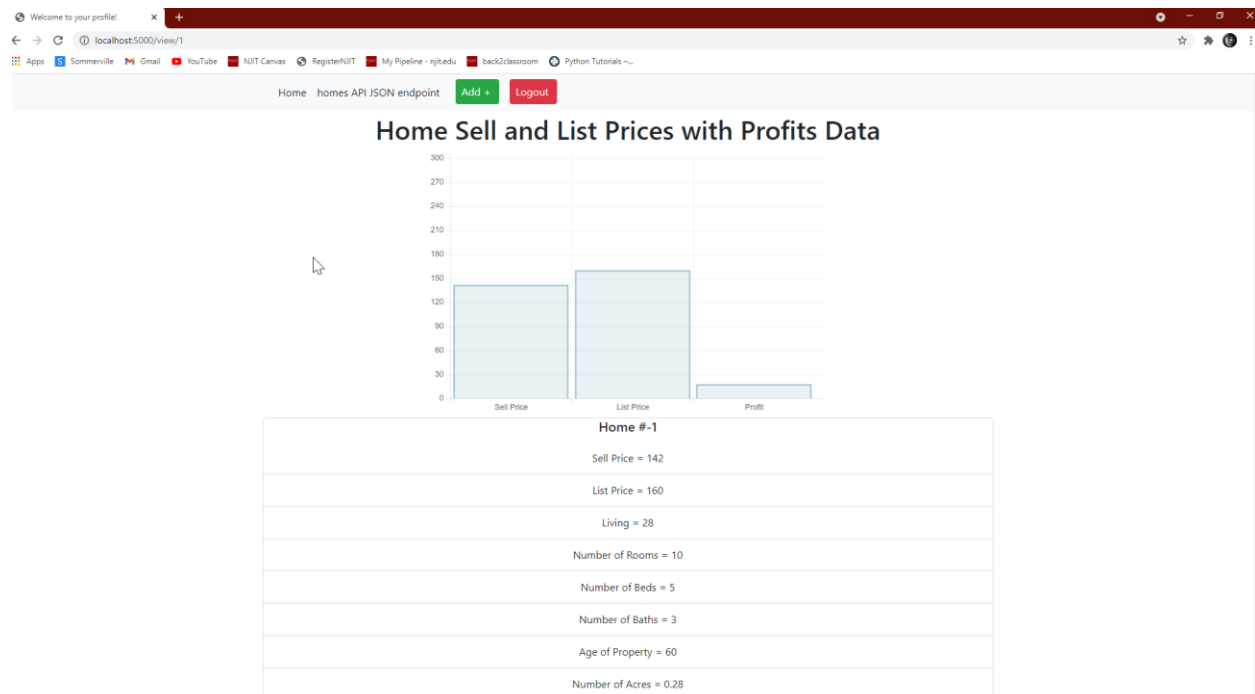 Welcome to your profile!
localhost:5000/view/1
Apps S Sommerville Gmail YouTube NJIT Canvas RegisterNJIT My Pipeline - njit.edu back2classroom Python Tutorials –...
Home homes API JSON endpoint Add + Logout
Home Sell and List Prices with Profits Data
300
270
240
210
180
150
120
90
60
30
0
Sell Price List Price Profit
Home #-1
Sell Price = 142
List Price = 160
Living = 28
Number of Rooms = 10
Number of Beds = 5
Number of Baths = 3
Age of Property = 60
Number of Acres = 0.28